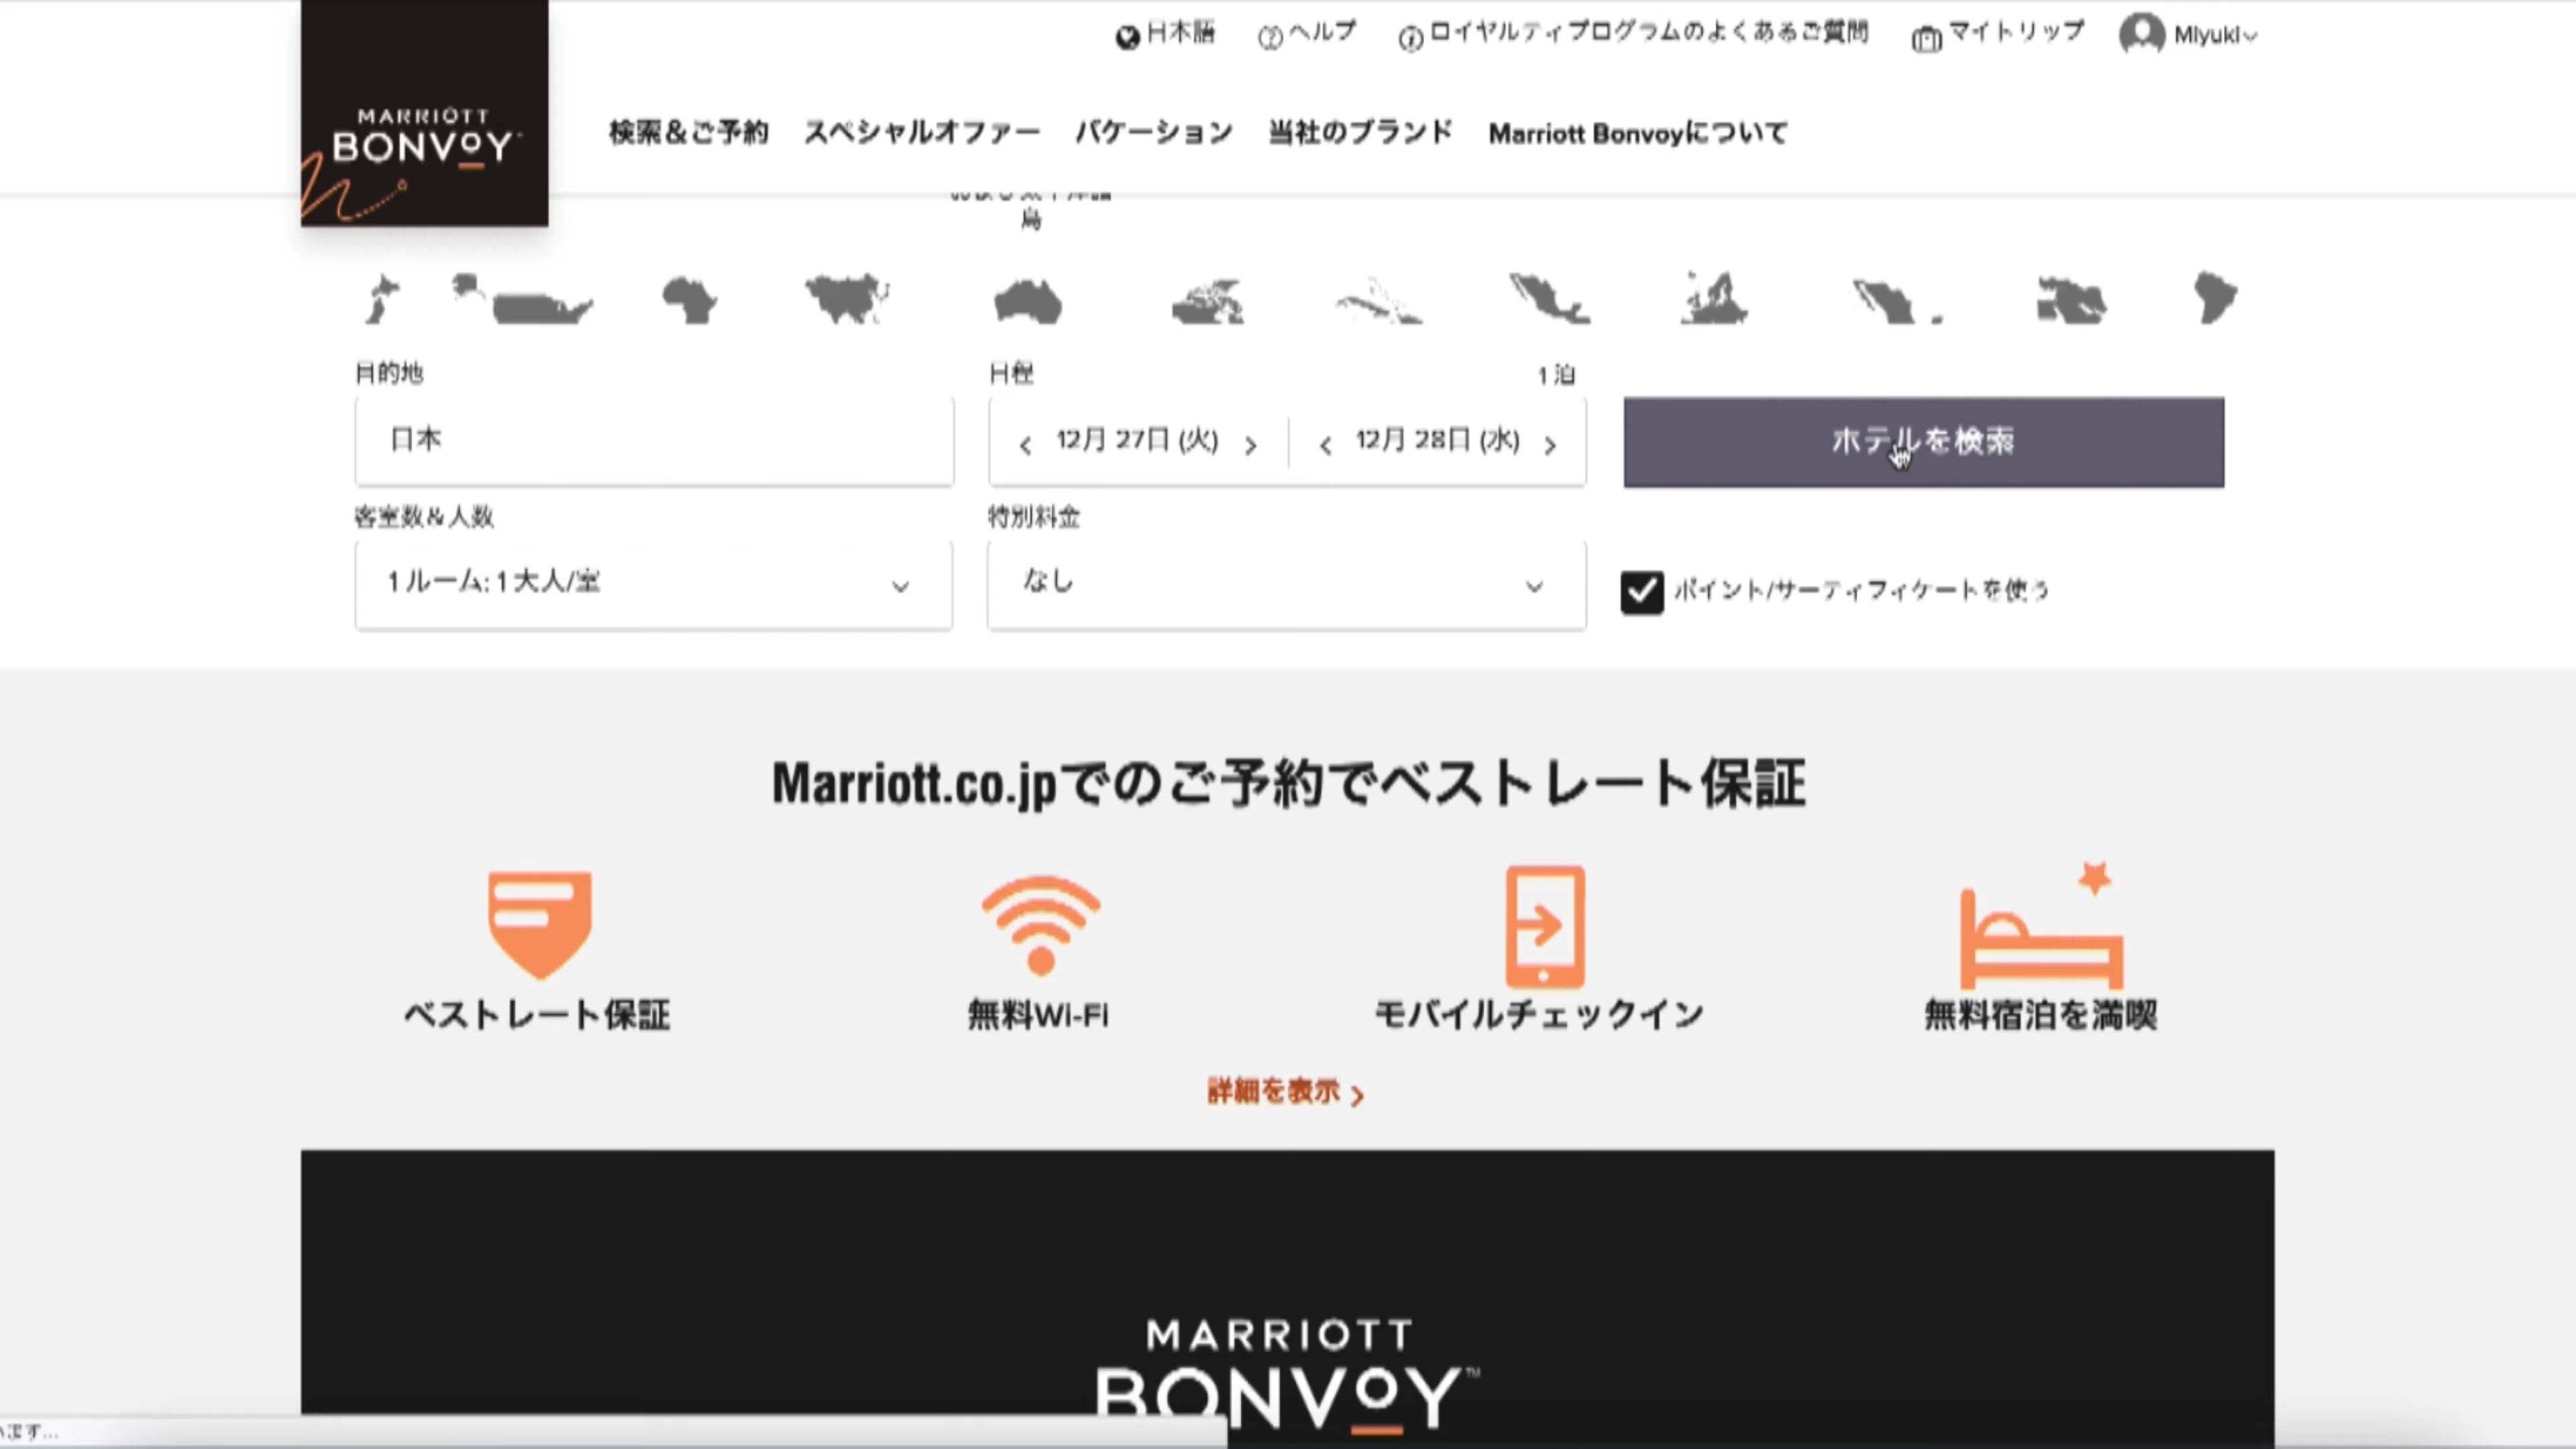 日本語 ヘルプ ロイヤルティプログラムのよくあるご質問 マイトリップ Miyuki
MARRIOTT
BONVOY
検索&ご予約 スペシャルオファー バケーション 当社のブランド Marriott Bonvoyについて
島
目的地 日程 1 泊
日本 12月 27日 (火) 12月 28日 (水) ホテルを検索
客室数&人数 特別料金
1 ルーム: 1 大人/室 なし ポイント/サーティフィケートを使う
Marriott.co.jpでのご予約でベストレート保証
ベストレート保証 無料Wi-Fi モバイルチェックイン 無料宿泊を満喫
詳細を表示
MARRIOTT
BONVOY™
ます...